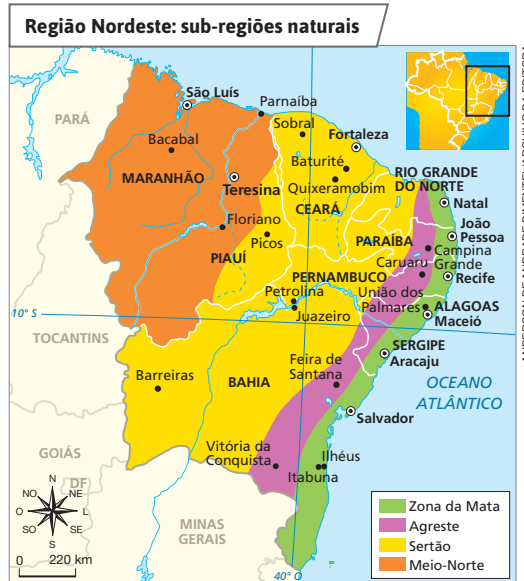 Região Nordeste: sub-regiões naturais
São Luís
Parnaíba
PARÁ
Sobral
Fortaleza
Bacabal
Baturité
MARANHÃO
Teresina
Quixeramobim
RIO GRANDE
DO NORTE
CEARÁ
Natal
Floriano
João
Pessoa
Picos
PARAÍBA
Campina
Grande
PIAUÍ
Caruaru
PERNAMBUCO
Recife
Petrolina
União dos
Palmares
ALAGOAS
Maceió
Juazeiro
10° S
TOCANTINS
SERGIPE
Aracaju
Feira de
Santana
Barreiras
BAHIA
OCEANO
ATLÂNTICO
Salvador
GOIÁS
Vitória da
Conquista
Ilhéus
Itabuna
DF
N
NO
NE
O
L
SO
SE
S
MINAS
GERAIS
0 220 km
40° O
Zona da Mata
Agreste
Sertão
Meio-Norte